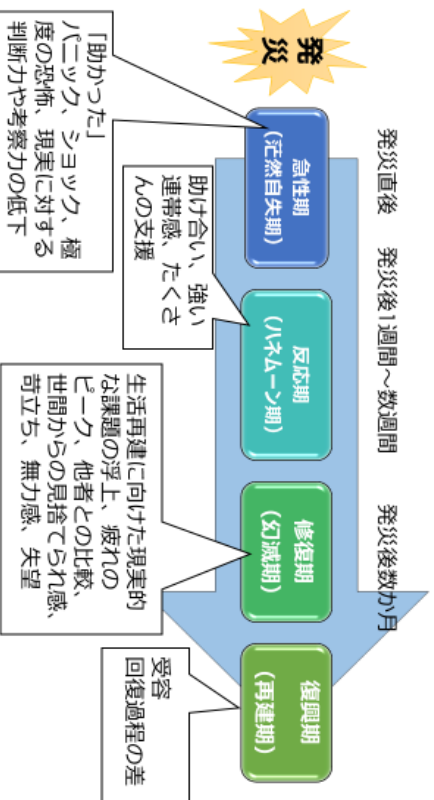 発災直後
発災後1週間～数週間
発災後数か月
発
災
急性期
(茫然自失期)
反応期
(ハネムーン期)
修復期
(幻滅期)
復興期
(再建期)
「助かった」
パニック、ショック、極
度の恐怖、現実に対する
判断力や考察力の低下
助け合い、強い
連帯感、たくさ
んの支援
生活再建に向けた現実的
な課題の浮上、疲れの
ピーク、他者との比較、
世間からの見捨てられ感、
苛立ち、無力感、失望
受容
回復過程の差